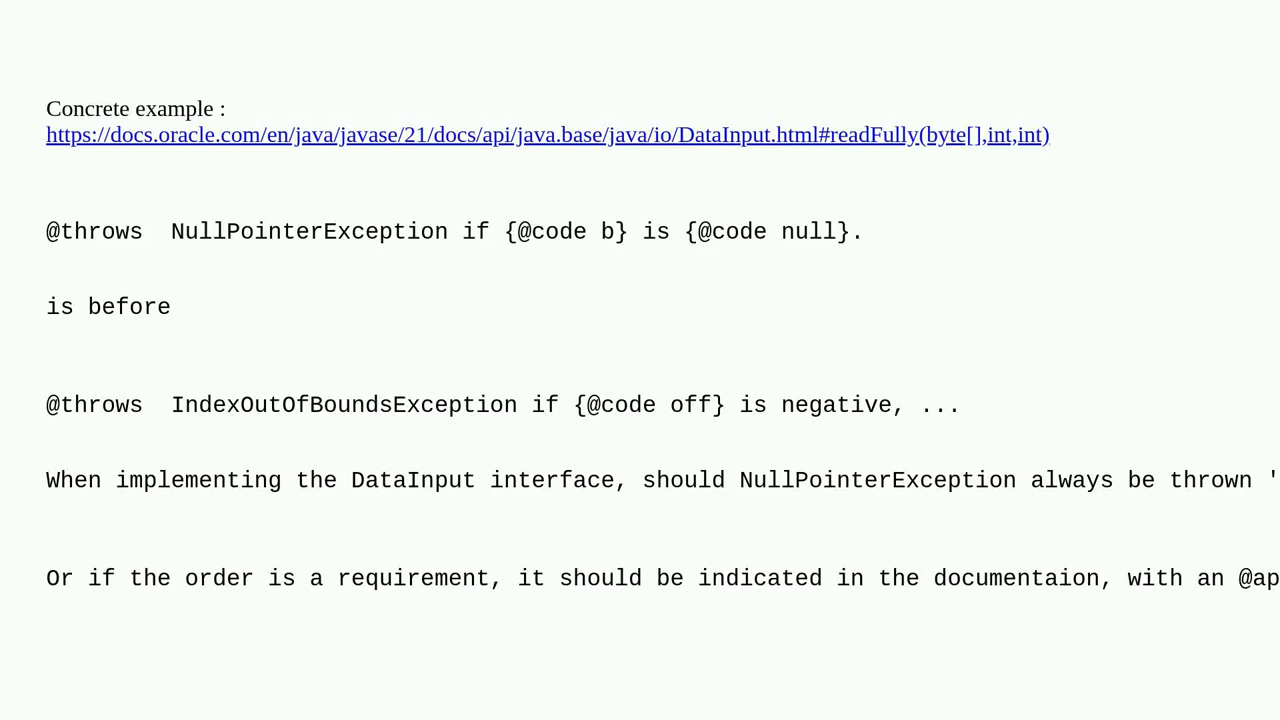 Concrete example :
https://docs.oracle.com/en/java/javase/21/docs/api/java.base/java/io/DataInput.html#readFully(byte[],int,int)
@throws  NullPointerException if {@code b} is {@code null}.
is before
@throws  IndexOutOfBoundsException if {@code off} is negative, ...
When implementing the DataInput interface, should NullPointerException always be thrown '
Or if the order is a requirement, it should be indicated in the documentaion, with an @ap